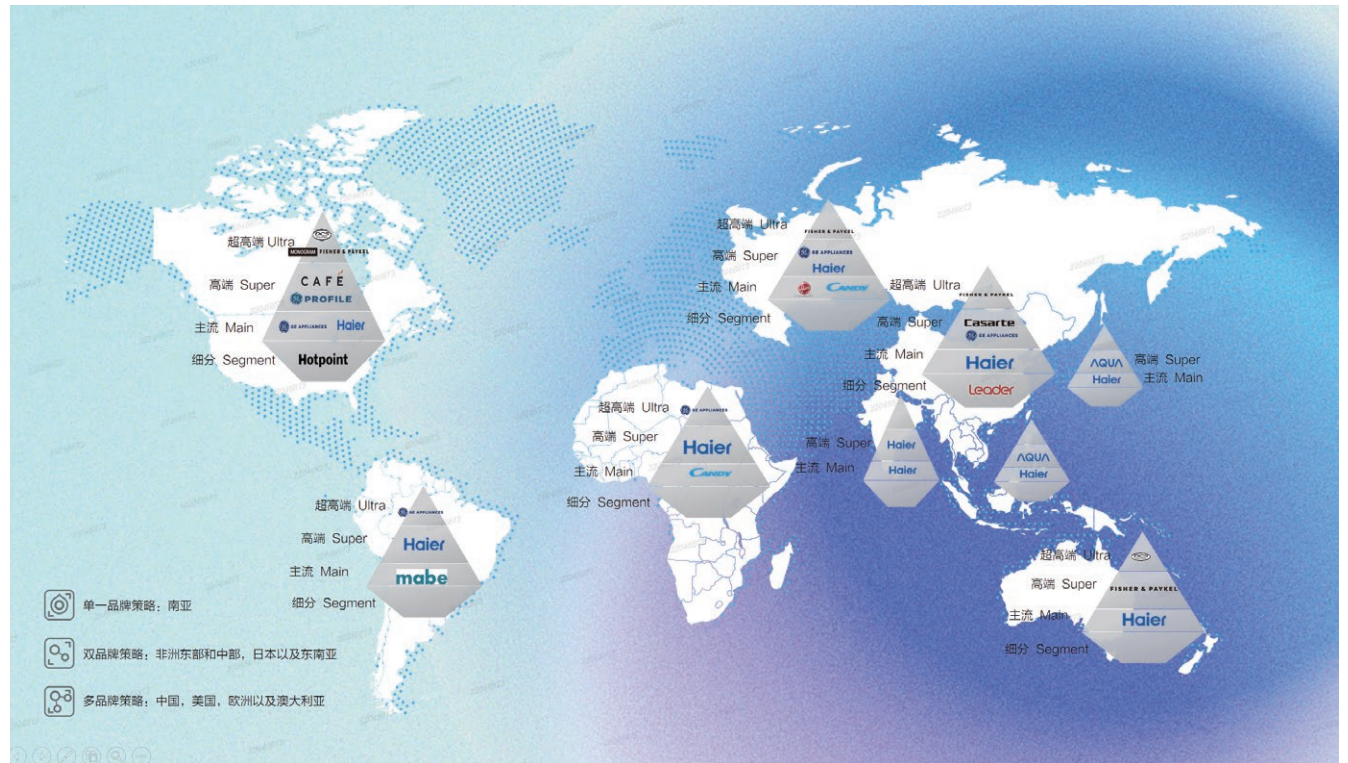 超高端 Ultra
MONOGRAM FISHER & PAYKEL
高端 Super
CAFÉ
PROFILE
主流 Main
GE APPLIANCES Haier
细分 Segment
Hotpoint
超高端 Ultra
FISHER & PAYKEL
高端 Super
GE APPLIANCES
Haier
主流 Main
CANDY
细分 Segment
超高端 Ultra
FISHER & PAYKEL
高端 Super
Casarte
GE APPLIANCES
主流 Main
Haier
细分 Segment
Leader
AQUA 高端 Super
Haier 主流 Main
超高端 Ultra
GE APPLIANCES
高端 Super
Haier
主流 Main
CANDY
细分 Segment
高端 Super
Haier
主流 Main
Haier
AQUA
Haier
超高端 Ultra
GE APPLIANCES
高端 Super
Haier
主流 Main
mabe
细分 Segment
超高端 Ultra
高端 Super
FISHER & PAYKEL
主流 Main
Haier
细分 Segment
单一品牌策略：南亚
双品牌策略：非洲东部和中部，日本以及东南亚
多品牌策略：中国，美国，欧洲以及澳大利亚